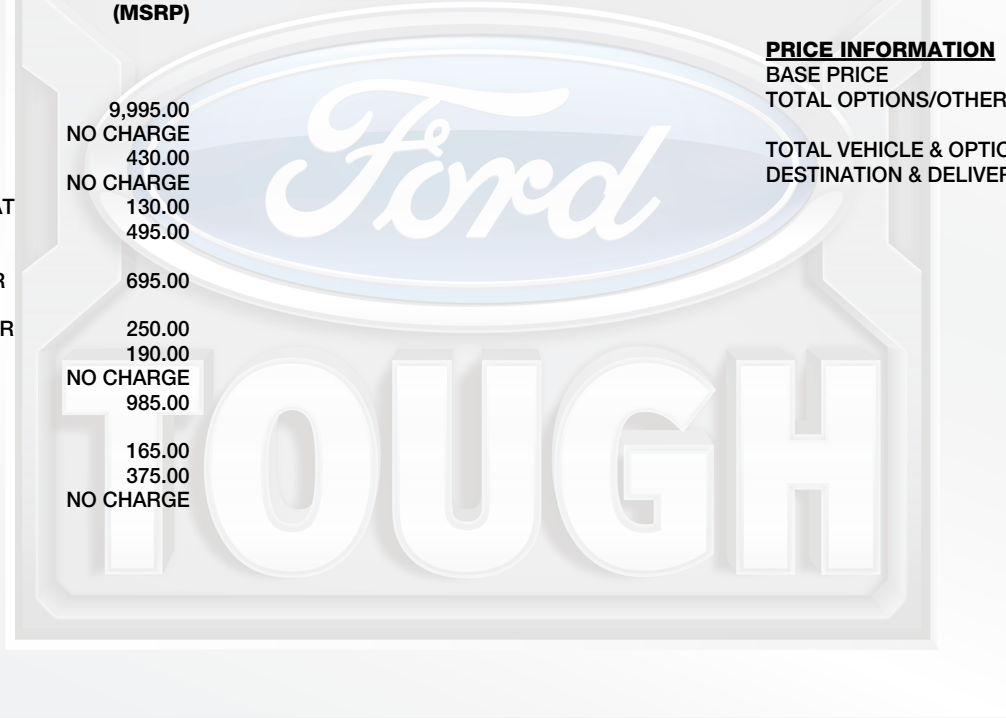 (MSRP)
9,995.00
NO CHARGE
430.00
NO CHARGE
AT 130.00
495.00
R 695.00
R 250.00
190.00
NO CHARGE
985.00
165.00
375.00
NO CHARGE
PRICE INFORMATION
BASE PRICE
TOTAL OPTIONS/OTHER
TOTAL VEHICLE & OPTIO
DESTINATION & DELIVER
Ford
TOUGH